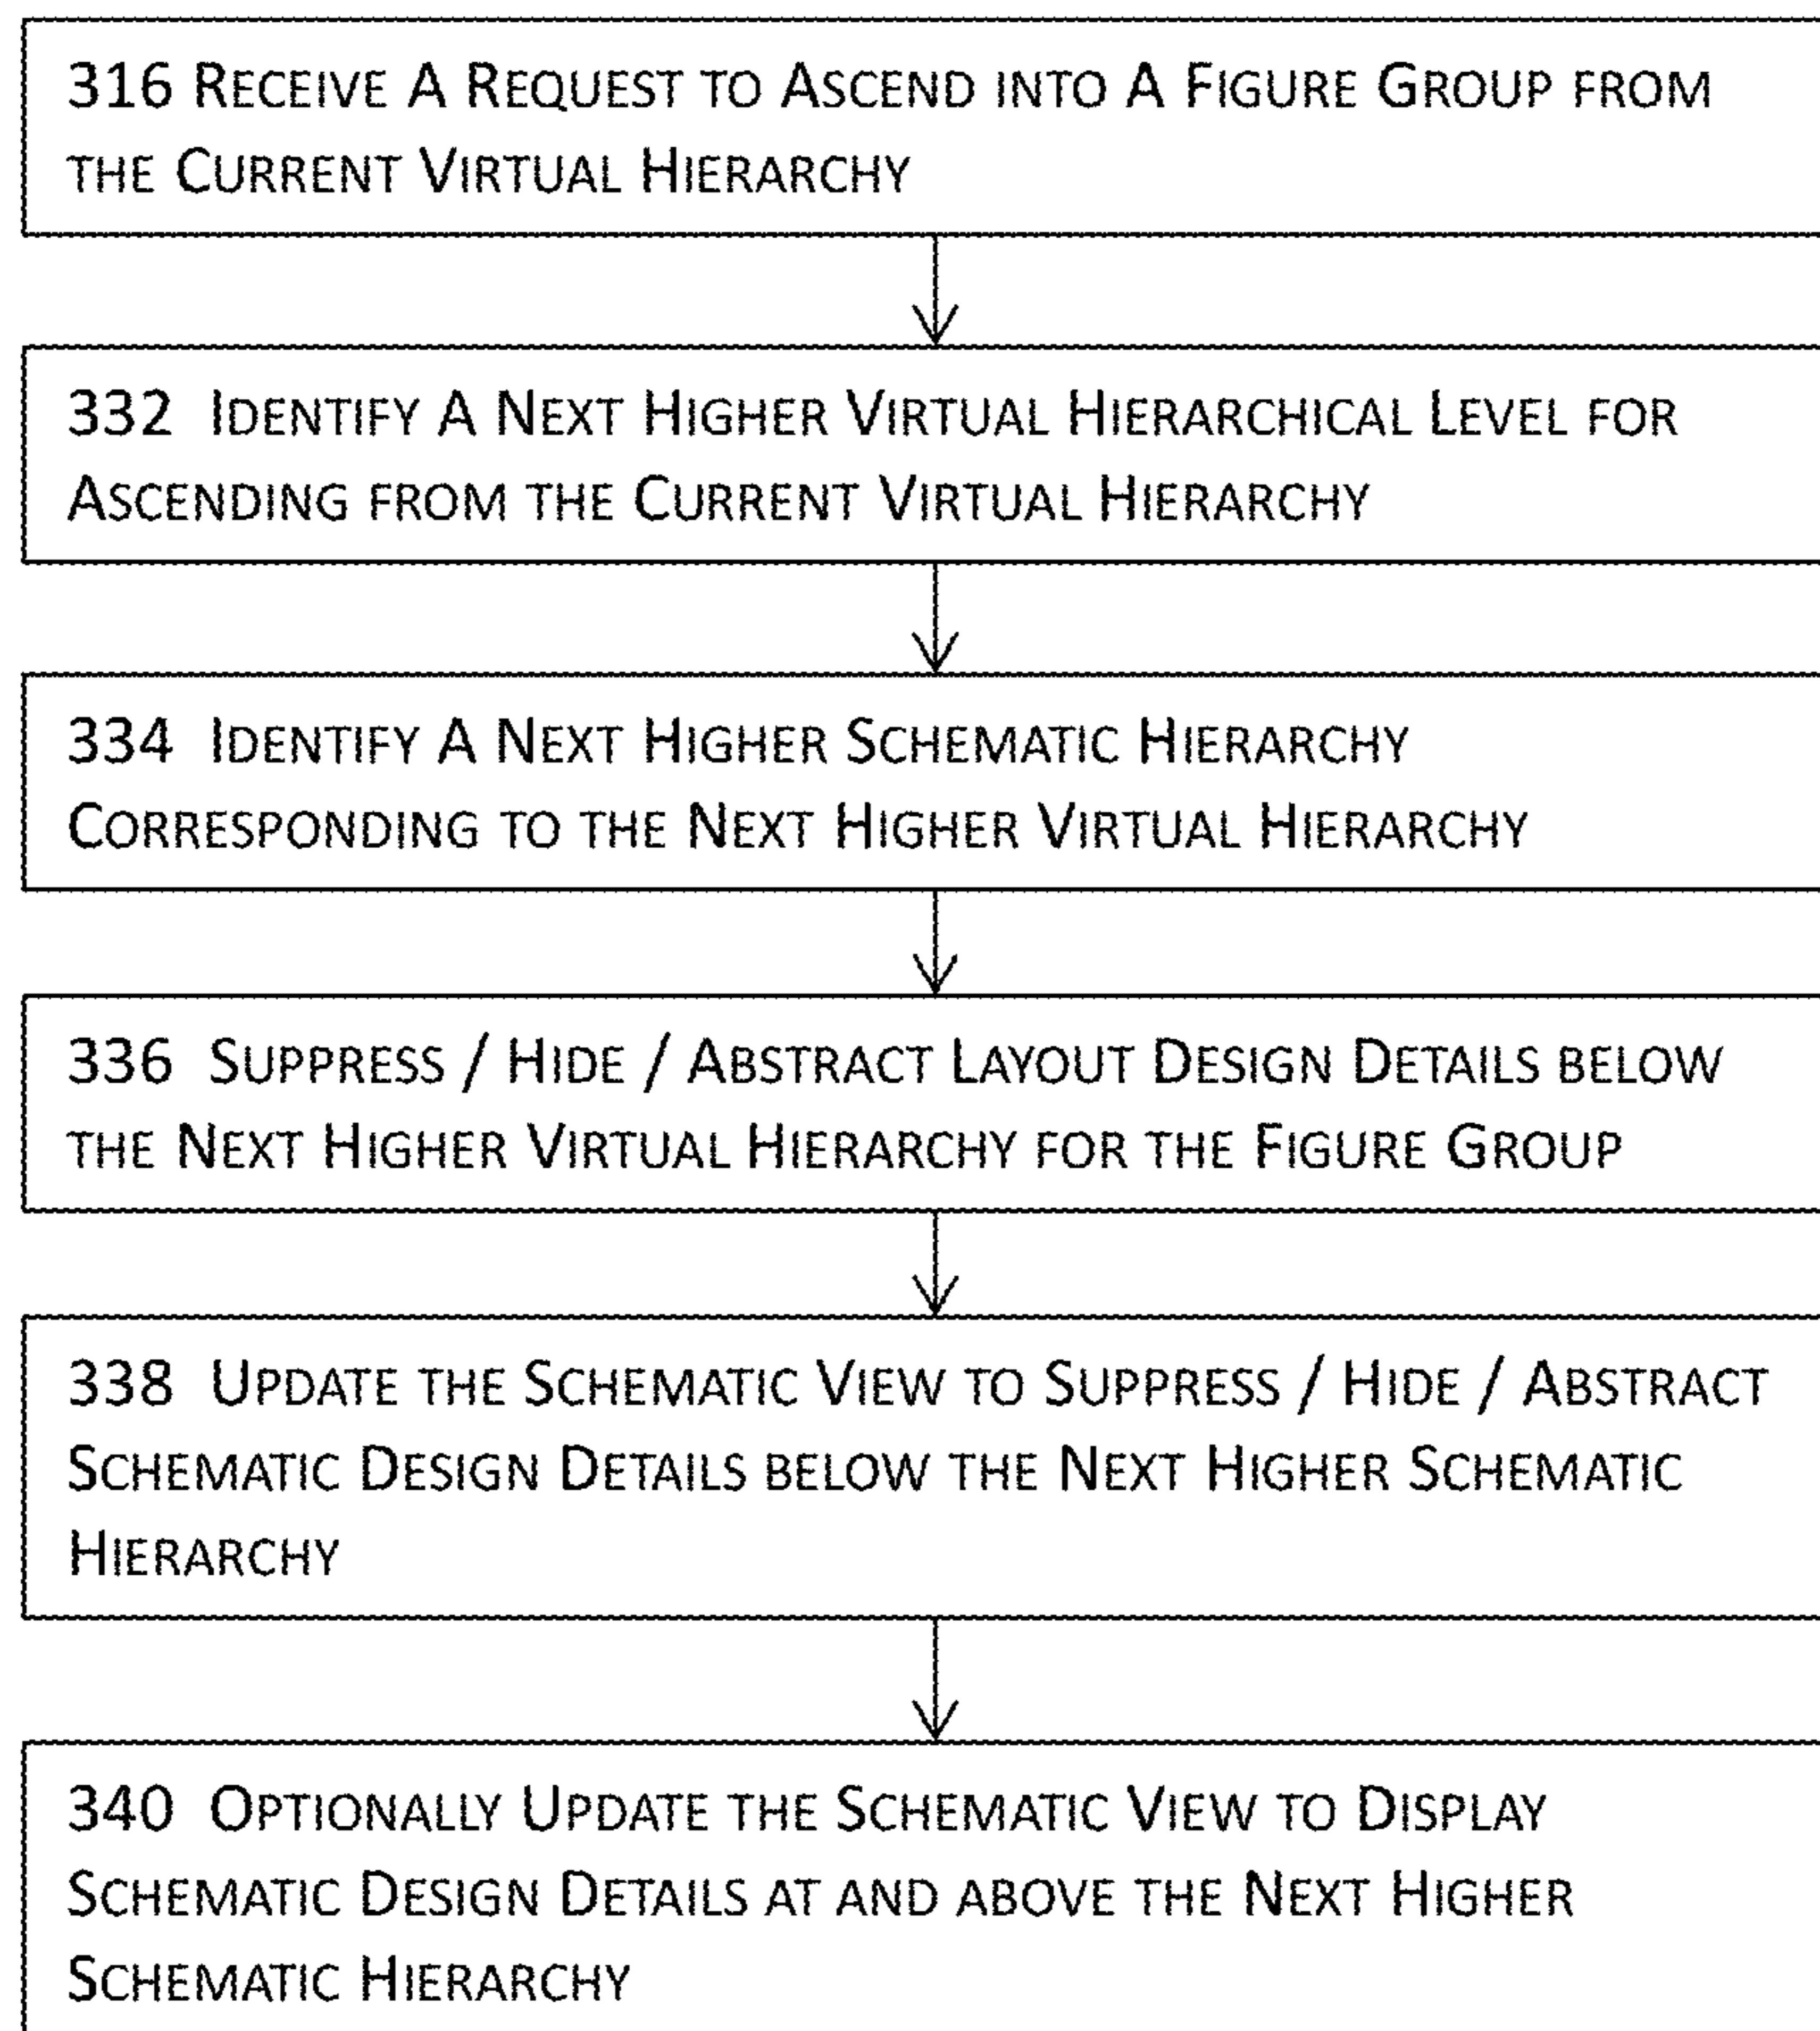 316 Receive A Request to Ascend into A Figure Group from
the Current Virtual Hierarchy
332 Identify A Next Higher Virtual Hierarchical Level for
Ascending from the Current Virtual Hierarchy
334 Identify A Next Higher Schematic Hierarchy
Corresponding to the Next Higher Virtual Hierarchy
336 Suppress / Hide / Abstract Layout Design Details below
the Next Higher Virtual Hierarchy for the Figure Group
338 Update the Schematic View to Suppress / Hide / Abstract
Schematic Design Details below the Next Higher Schematic
Hierarchy
340 Optionally Update the Schematic View to Display
Schematic Design Details at and above the Next Higher
Schematic Hierarchy